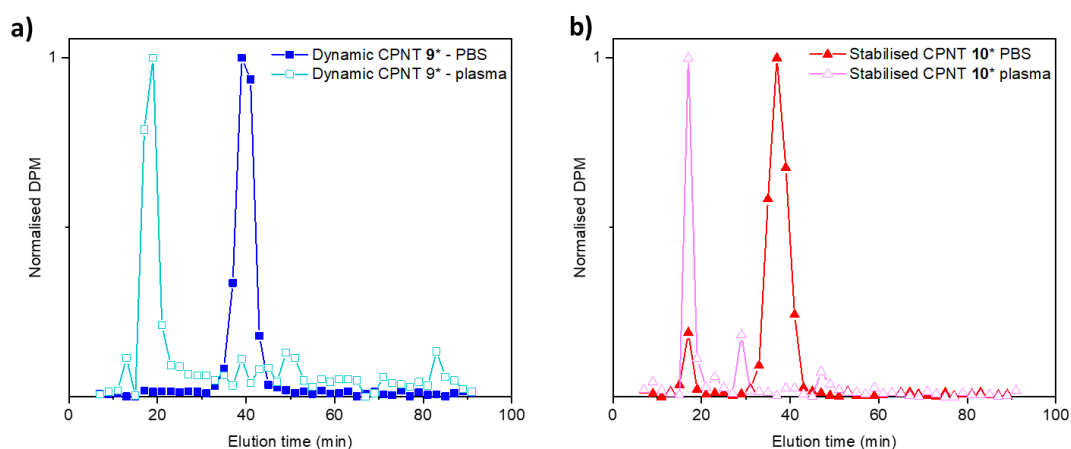 a)
Dynamic CPNT 9* - PBS
Dynamic CPNT 9* - plasma
1
Normalised DPM
0 20 40 60 80 100
Elution time (min)
b)
Stabilised CPNT 10* PBS
Stabilised CPNT 10* plasma
1
Normalised DPM
0 20 40 60 80 100
Elution time (min)